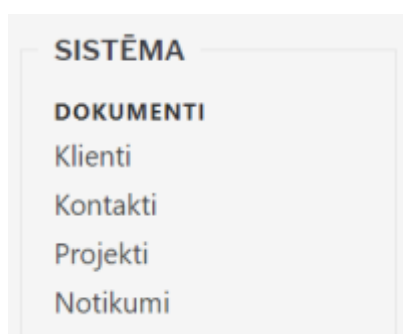 SISTĒMA
DOKUMENTI
Klienti
Kontakti
Projekti
Notikumi